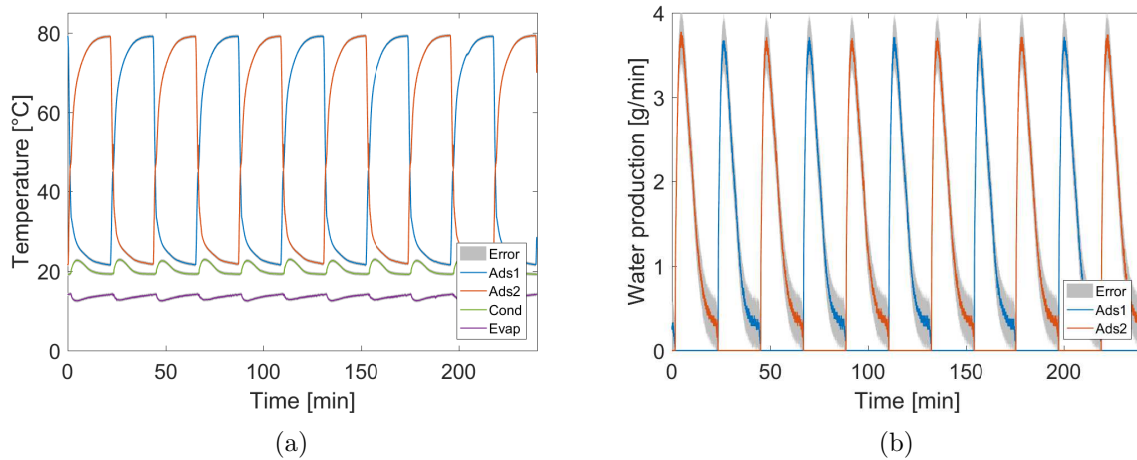 80
60
40
20
0
Temperature [°C]
0 50 100 150 200
Time [min]
Error
Ads1
Ads2
Cond
Evap
(a)
4
3
2
1
0
Water production [g/min]
0 50 100 150 200
Time [min]
Error
Ads1
Ads2
(b)